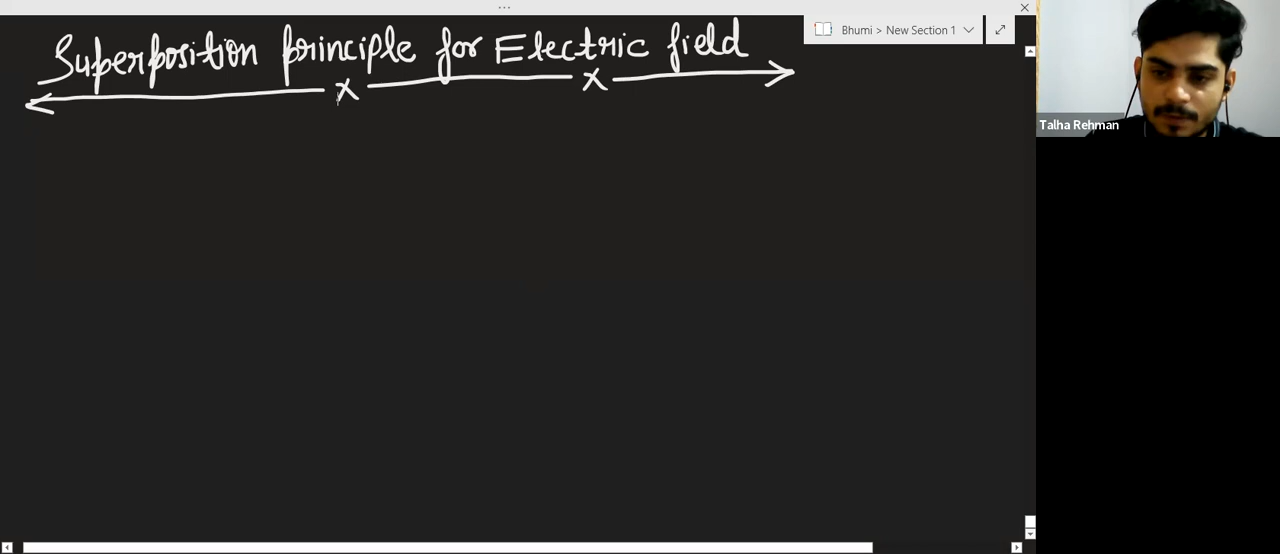 Superposition principle for Electric field
Bhumi > New Section 1
Talha Rehman